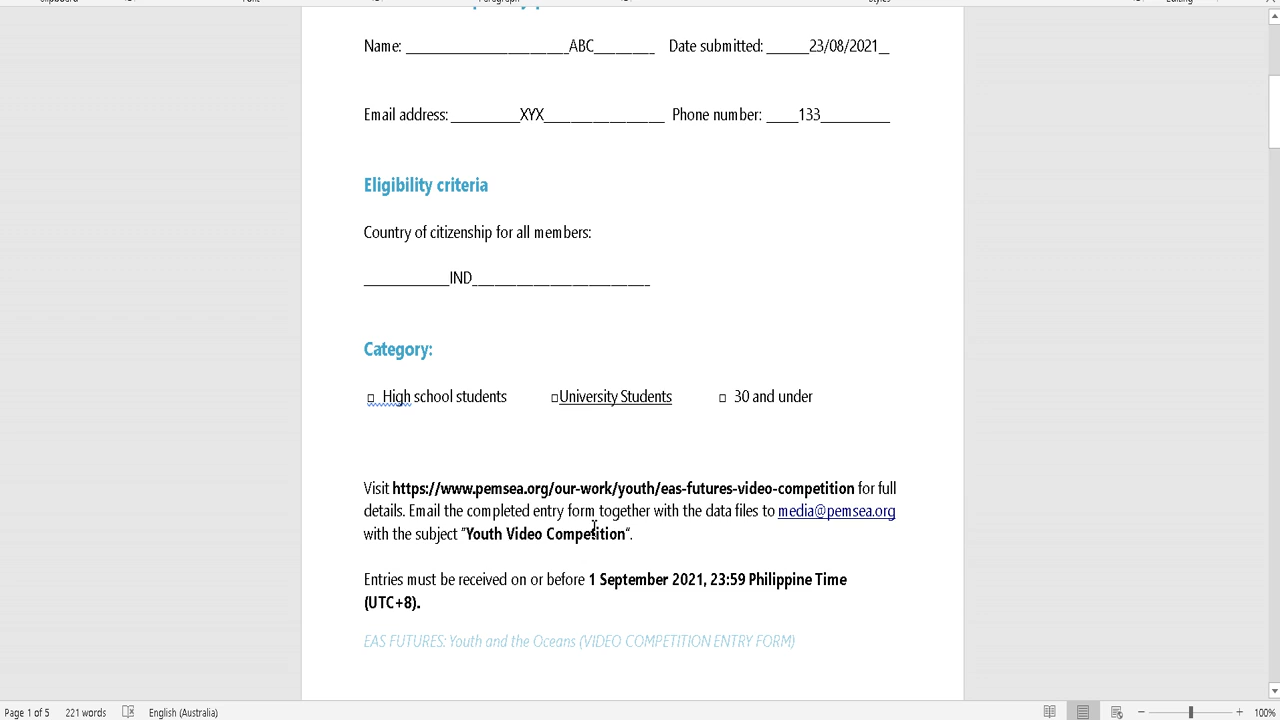 Name: ____________________ABC________ Date submitted: _____23/08/2021_
Email address: _________XYX________________ Phone number: ____133_________
Eligibility criteria
Country of citizenship for all members:
___________IND_______________________
Category:
□ High school students □University Students □ 30 and under
Visit https://www.pemsea.org/our-work/youth/eas-futures-video-competition for full
details. Email the completed entry form together with the data files to media@pemsea.org
with the subject “Youth Video Competition“.
Entries must be received on or before 1 September 2021, 23:59 Philippine Time
(UTC+8).
EAS FUTURES: Youth and the Oceans (VIDEO COMPETITION ENTRY FORM)
Page 1 of 5 221 words English (Australia) 100%